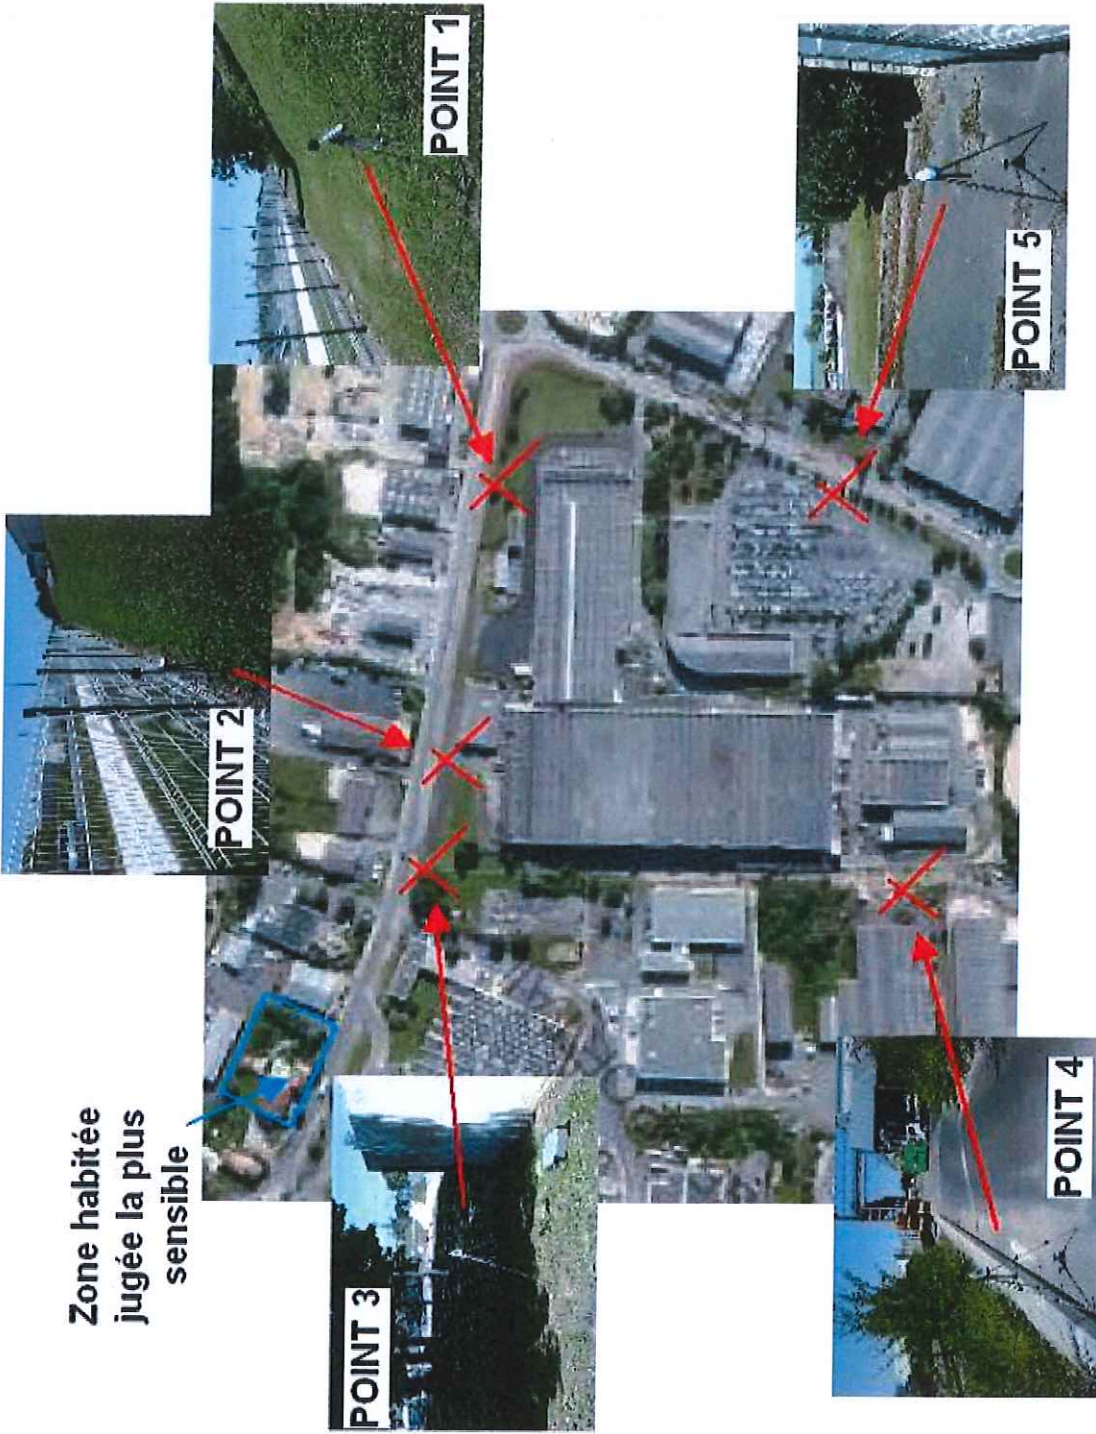 Zone habitée
jugée la plus
sensible
POINT 3
POINT 2
POINT 1
POINT 4
POINT 5